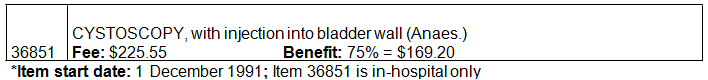 CYSTOSCOPY, with injection into bladder wall (Anaes.)
36851 Fee: $225.55 Benefit: 75% = $169.20
*Item start date: 1 December 1991; Item 36851 is in-hospital only